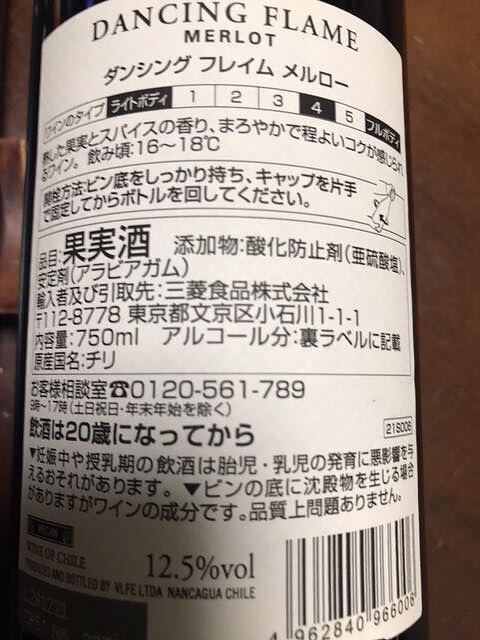 DANCING FLAME
MERLOT
ダンシング フレイム メルロー
ワインのタイプ ライトボディ 1 2 3 4 5 フルボディ
熟した果実とスパイスの香り、まろやかで程よいコクが感じられ
るワイン。 飲み頃:16〜18℃
開栓方法:ビン底をしっかり持ち、キャップを片手
で固定してからボトルを回してください。
品目:果実酒 添加物:酸化防止剤(亜硫酸塩)、
安定剤(アラビアガム)
輸入者及び引取先:三菱食品株式会社
〒112-8778 東京都文京区小石川1-1-1
内容量:750ml アルコール分:裏ラベルに記載
原産国名:チリ
お客様相談室☎0120-561-789
9時〜17時(土日祝日・年末年始を除く)
21S006
飲酒は20歳になってから
▼妊娠中や授乳期の飲酒は胎児・乳児の発育に悪影響を与
えるおそれがあります。 ▼ビンの底に沈殿物を生じる場合
がありますがワインの成分です。品質上問題ありません。
WINE OF CHILE
12.5%vol
PRODUCED AND BOTTLED BY VLFE LTDA NANCAGUA CHILE
4 962840 966006